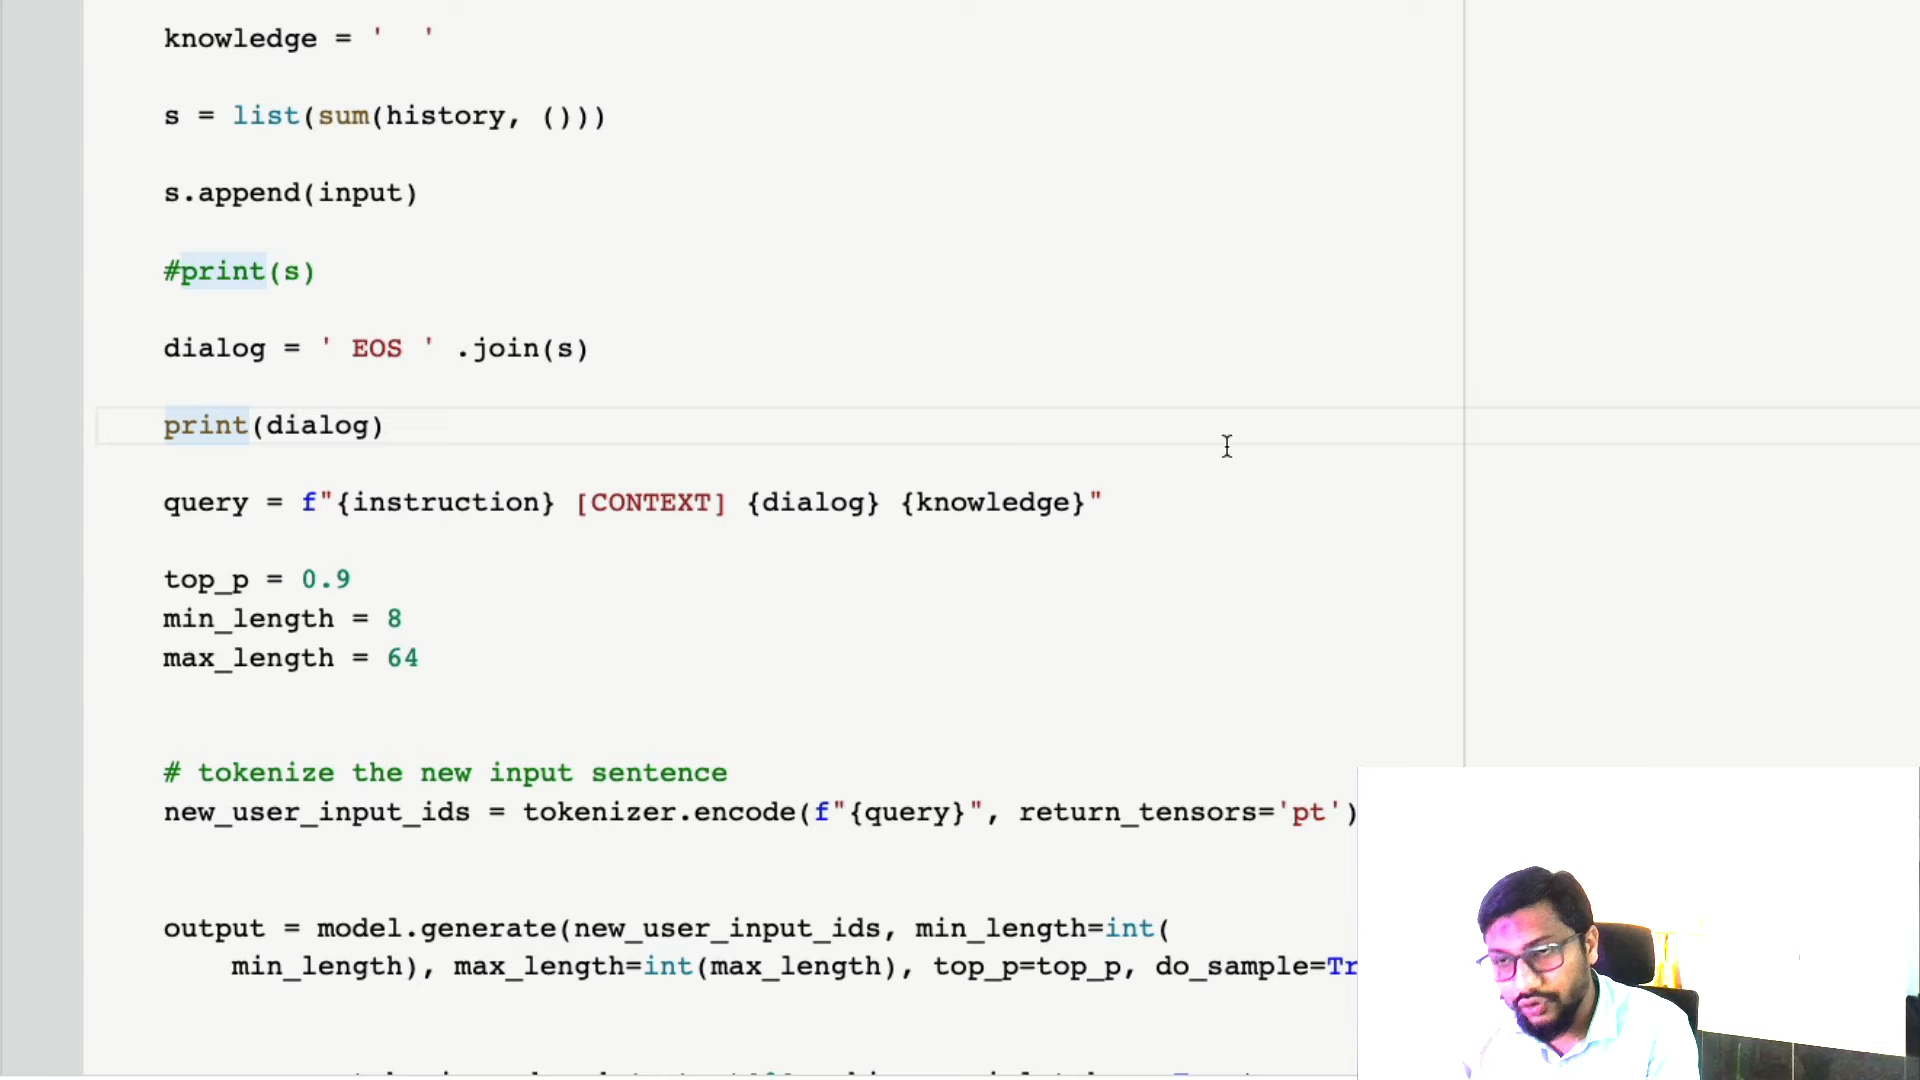 knowledge = '  '
s = list(sum(history, ()))
s.append(input)
#print(s)
dialog = ' EOS ' .join(s)
print(dialog)
query = f"{instruction} [CONTEXT] {dialog} {knowledge}"
top_p = 0.9
min_length = 8
max_length = 64
# tokenize the new input sentence
new_user_input_ids = tokenizer.encode(f"{query}", return_tensors='pt')
output = model.generate(new_user_input_ids, min_length=int(
min_length), max_length=int(max_length), top_p=top_p, do_sample=Tr